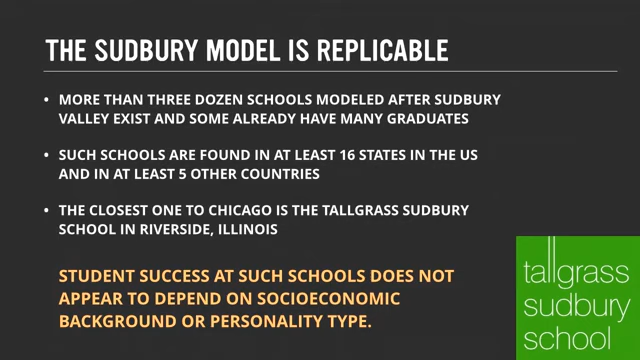 THE SUDBURY MODEL IS REPLICABLE
• MORE THAN THREE DOZEN SCHOOLS MODELED AFTER SUDBURY
VALLEY EXIST AND SOME ALREADY HAVE MANY GRADUATES
• SUCH SCHOOLS ARE FOUND IN AT LEAST 16 STATES IN THE US
AND IN AT LEAST 5 OTHER COUNTRIES
• THE CLOSEST ONE TO CHICAGO IS THE TALLGRASS SUDBURY
SCHOOL IN RIVERSIDE, ILLINOIS
STUDENT SUCCESS AT SUCH SCHOOLS DOES NOT
APPEAR TO DEPEND ON SOCIOECONOMIC
BACKGROUND OR PERSONALITY TYPE.
tallgrass
sudbury
school